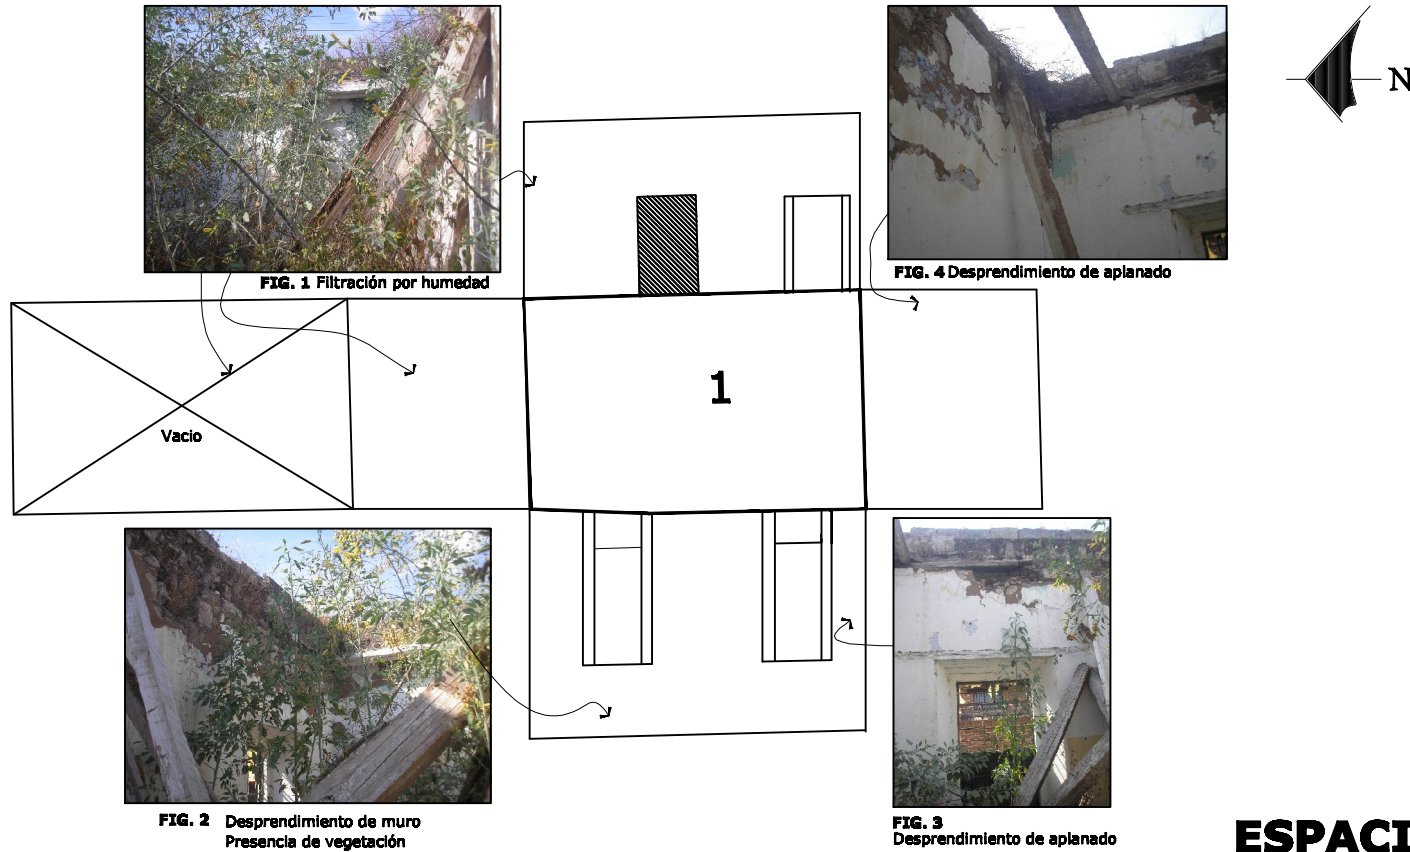 N
FIG. 1 Filtración por humedad
FIG. 4 Desprendimiento de aplanado
1
Vacio
FIG. 2 Desprendimiento de muro
Presencia de vegetación
FIG. 3
Desprendimiento de aplanado
ESPACI